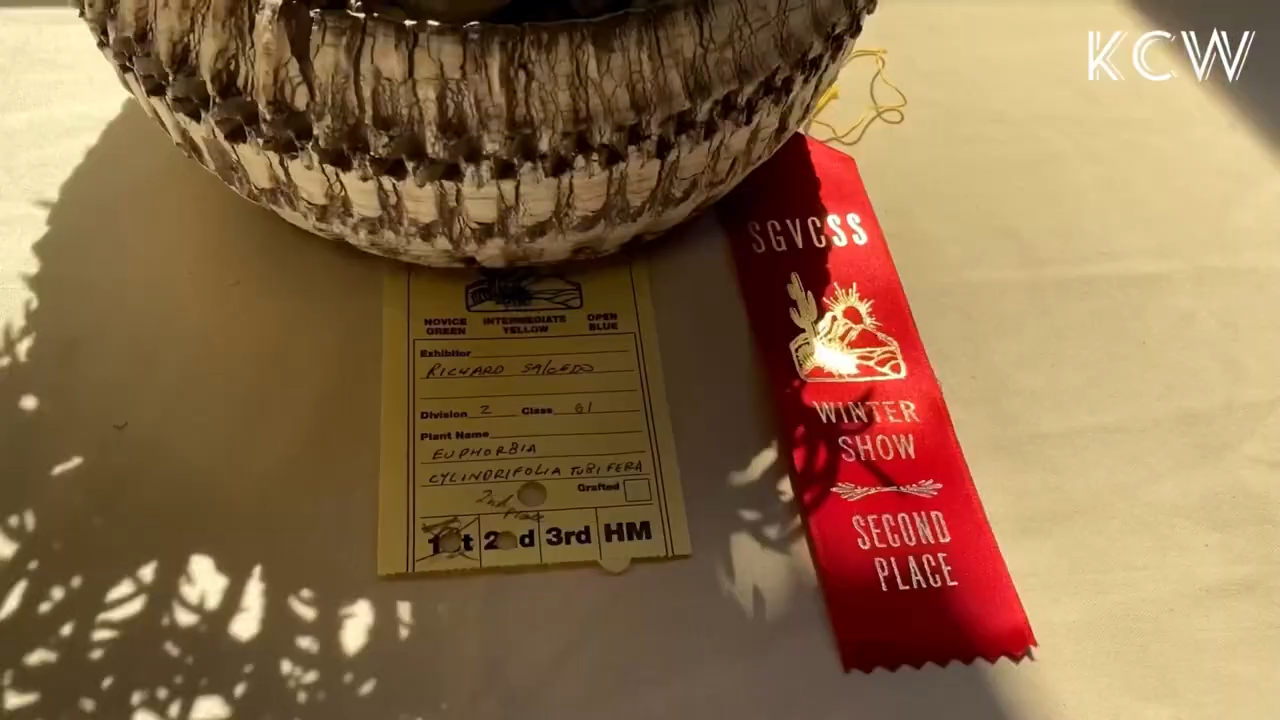 KCW
SGVCSS
WINTER
SHOW
SECOND
PLACE
NOVICE INTERMEDIATE OPEN
GREEN YELLOW BLUE
Exhibitor
RICHARD SALCEDO
Division 2 Class 61
Plant Name
EUPHORBIA
CYLINDRIFOLIA TUBIFERA
2nd Place
Grafted
1st 2nd 3rd HM